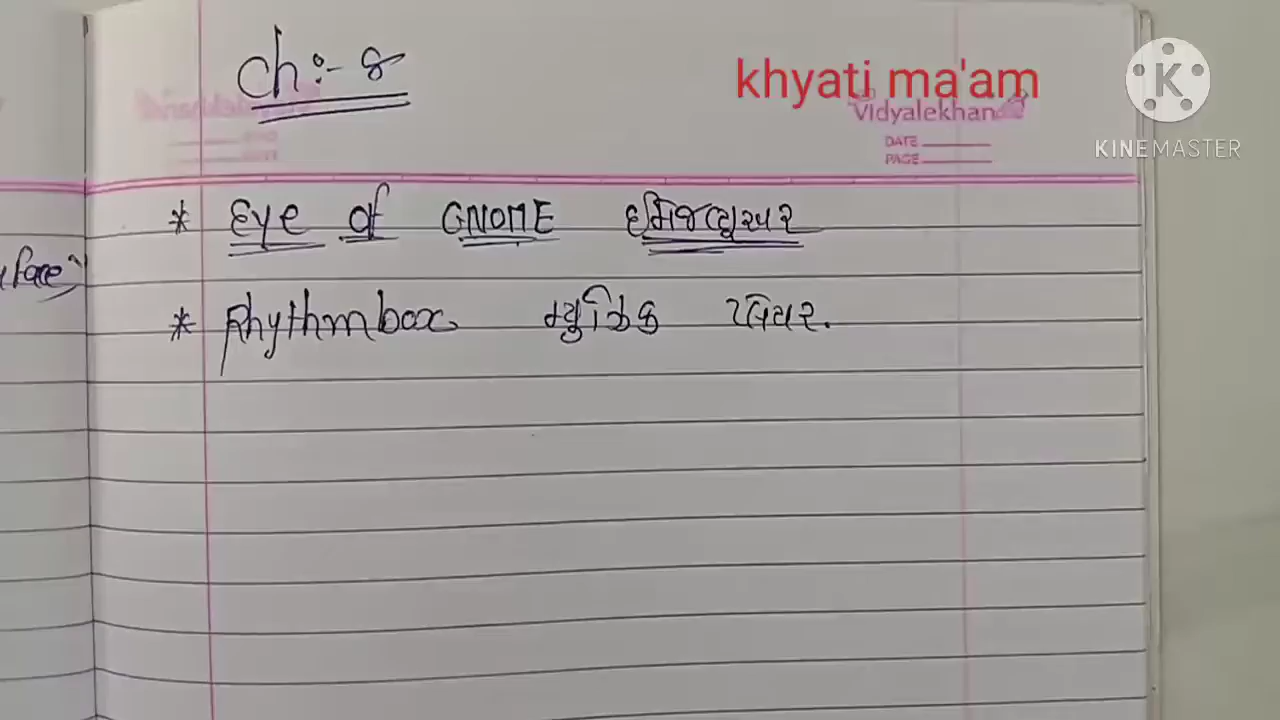 ch :- 8
khyati ma'am
Vidyalekhan
DATE
PAGE
KINEMASTER
* Eye of GNOME ઇમિજવ્યૂઅર
* Rhythmbox મ્યુઝિક પ્લેયર.